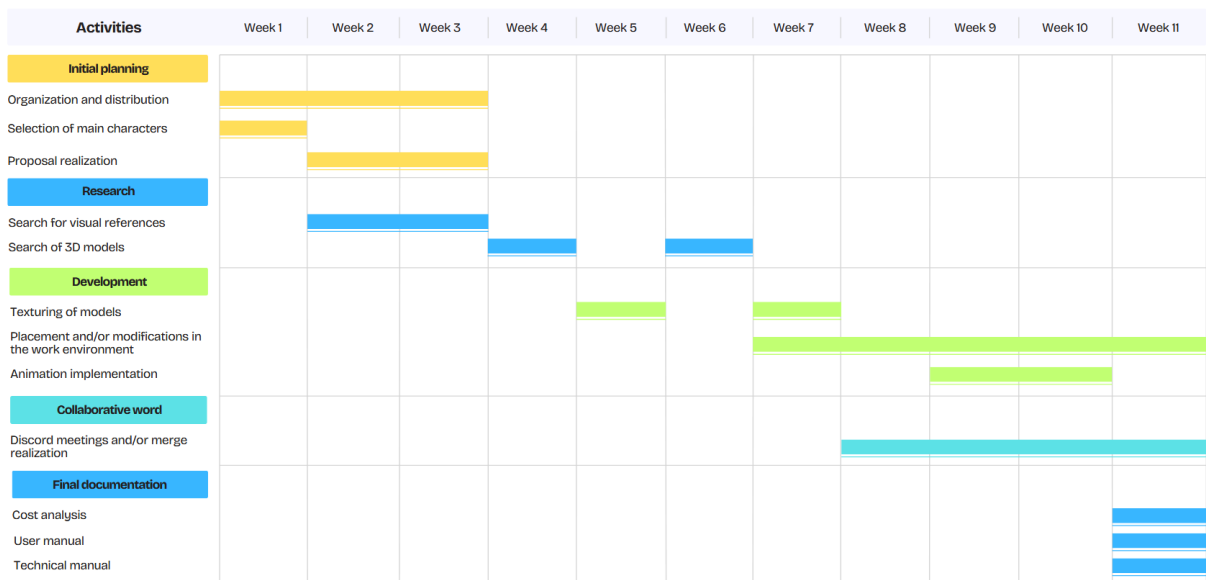 Activities Week 1 Week 2 Week 3 Week 4 Week 5 Week 6 Week 7 Week 8 Week 9 Week 10 Week 11
Initial planning
Organization and distribution
Selection of main characters
Proposal realization
Research
Search for visual references
Search of 3D models
Development
Texturing of models
Placement and/or modifications in
the work environment
Animation implementation
Collaborative word
Discord meetings and/or merge
realization
Final documentation
Cost analysis
User manual
Technical manual